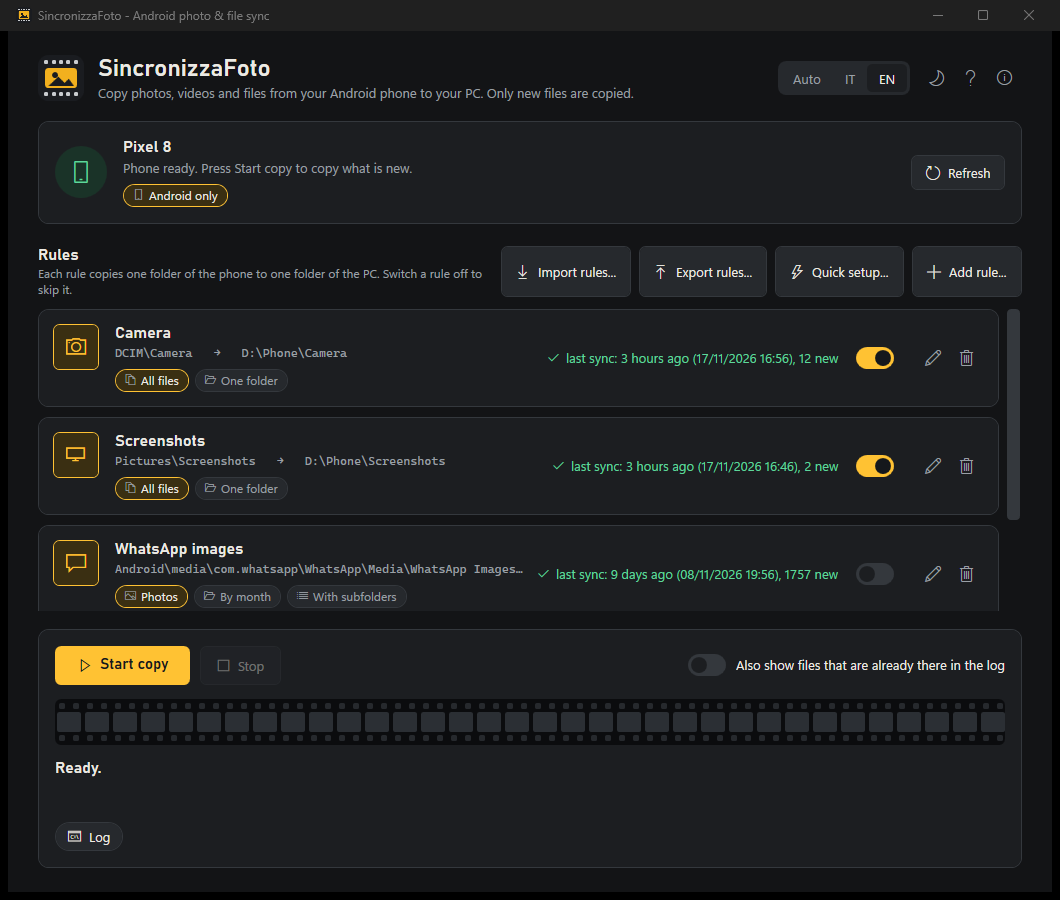 SincronizzaFoto - Android photo & file sync
SincronizzaFoto
Copy photos, videos and files from your Android phone to your PC. Only new files are copied.
Auto IT EN
Pixel 8
Phone ready. Press Start copy to copy what is new.
Android only
Refresh
Rules
Each rule copies one folder of the phone to one folder of the PC. Switch a rule off to
skip it.
Import rules...
Export rules...
Quick setup...
Add rule...
Camera
DCIM\Camera → D:\Phone\Camera
All files One folder
last sync: 3 hours ago (17/11/2026 16:56), 12 new
Screenshots
Pictures\Screenshots → D:\Phone\Screenshots
All files One folder
last sync: 3 hours ago (17/11/2026 16:46), 2 new
WhatsApp images
Android\media\com.whatsapp\WhatsApp\Media\WhatsApp Images…
Photos By month With subfolders
last sync: 9 days ago (08/11/2026 19:56), 1757 new
Start copy
Stop
Also show files that are already there in the log
Ready.
Log